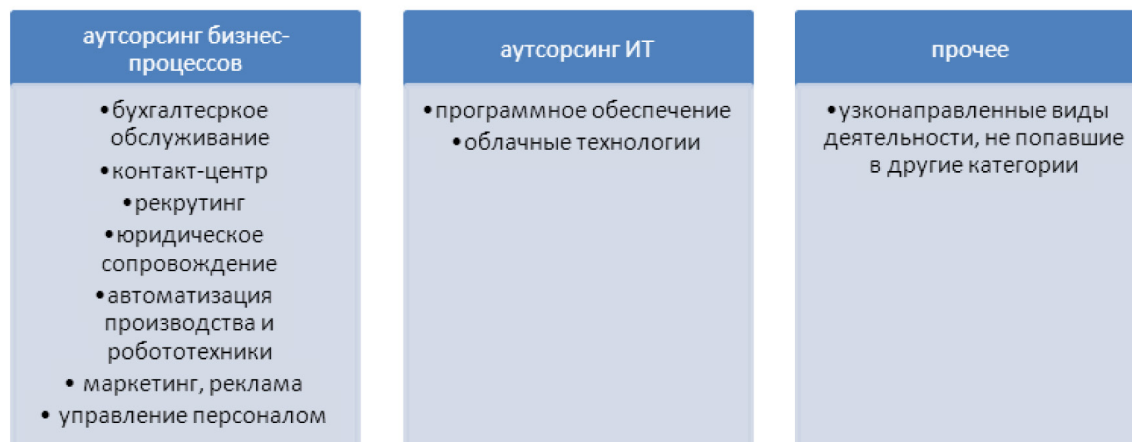 аутсорсинг бизнес-
процессов
•бухгалтесркое
обслуживание
•контакт-центр
•рекрутинг
•юридическое
сопровождение
•автоматизация
производства и
робототехники
• маркетинг, реклама
• управление персоналом
аутсорсинг ИТ
•программное обеспечение
•облачные технологии
прочее
•узконаправленные виды
деятельности, не попавшие
в другие категории